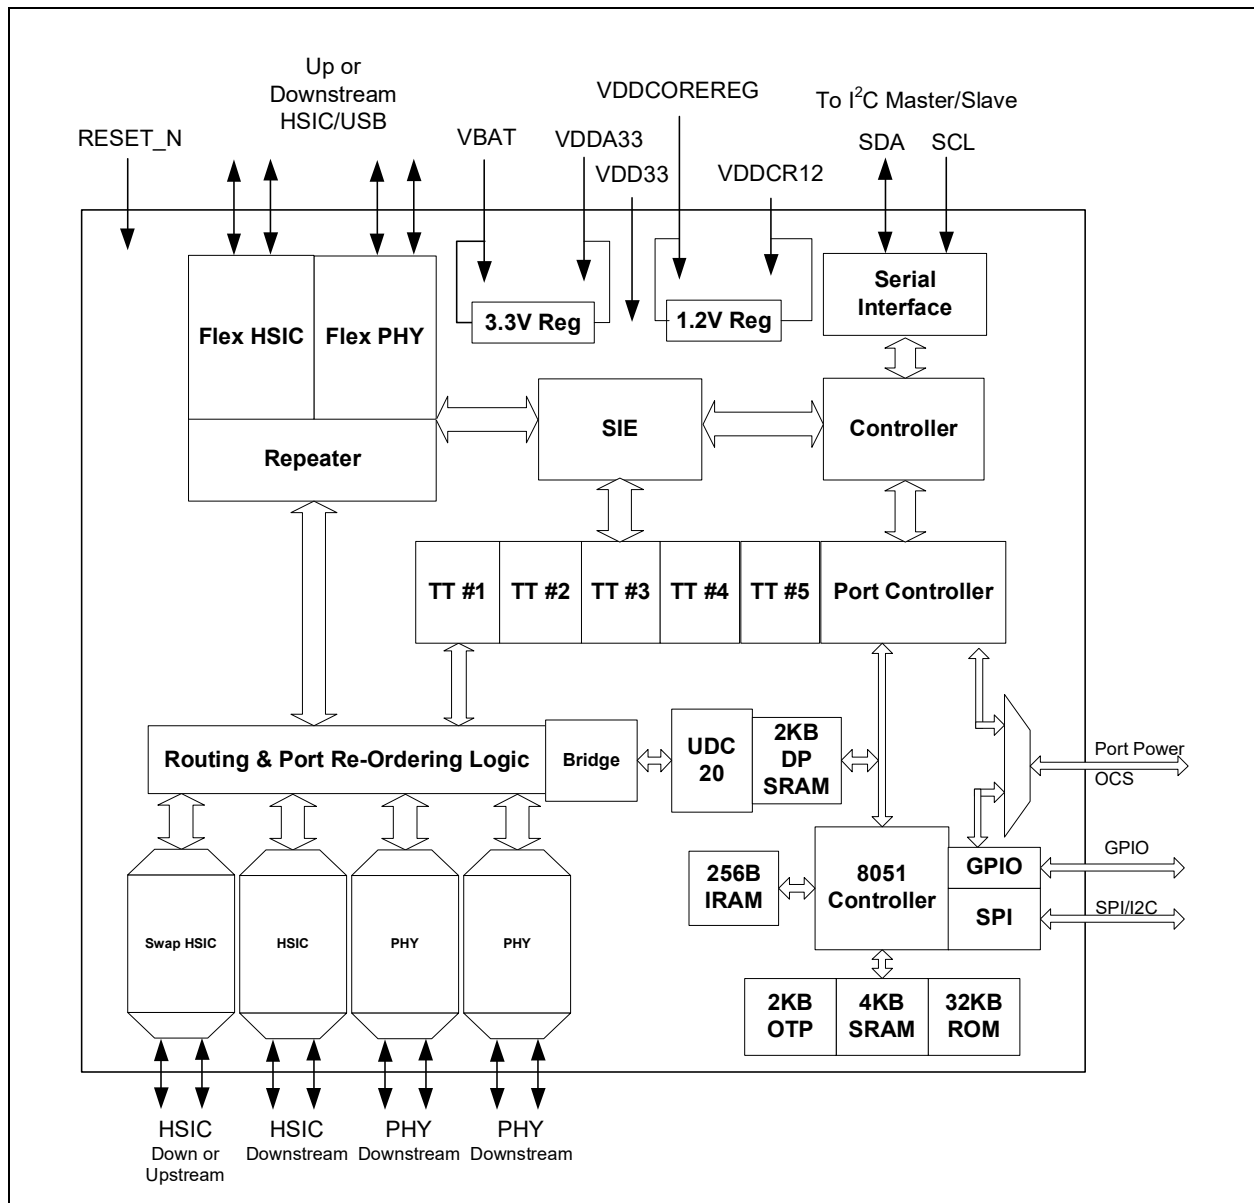 Up or
Downstream
HSIC/USB
RESET_N
VBAT
VDDA33
VDD33
VDDCOREREG
VDDCR12
To I²C Master/Slave
SDA
SCL
Flex HSIC
Flex PHY
Repeater
3.3V Reg
1.2V Reg
Serial
Interface
SIE
Controller
TT #1
TT #2
TT #3
TT #4
TT #5
Port Controller
Routing & Port Re-Ordering Logic
Bridge
UDC
20
2KB
DP
SRAM
Port Power
OCS
256B
IRAM
8051
Controller
GPIO
SPI
GPIO
SPI/I2C
Swap HSIC
HSIC
PHY
PHY
2KB
OTP
4KB
SRAM
32KB
ROM
HSIC
Down or
Upstream
HSIC
Downstream
PHY
Downstream
PHY
Downstream